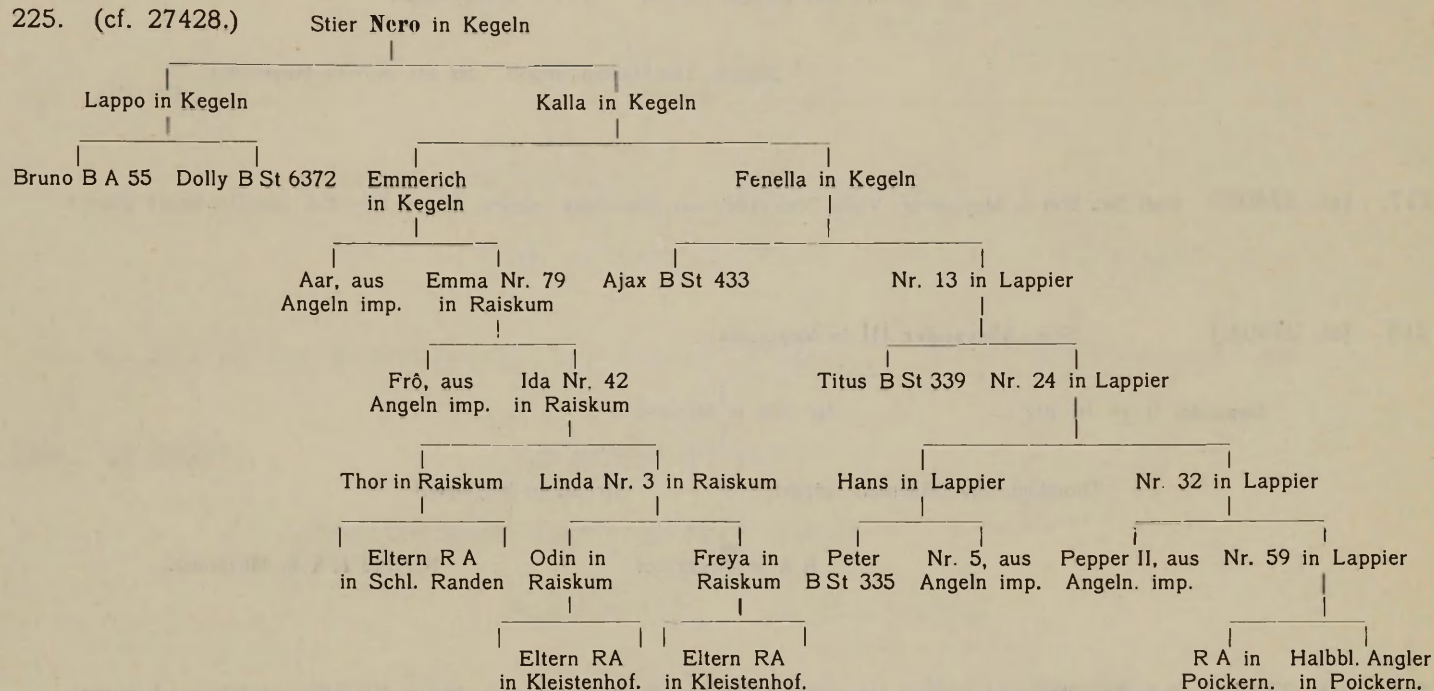 225. (cf. 27428.) Stier Nero in Kegeln
Lappo in Kegeln Kalla in Kegeln
Bruno B A 55 Dolly B St 6372 Emmerich Fenella in Kegeln
in Kegeln
Aar, aus Emma Nr. 79 Ajax B St 433 Nr. 13 in Lappier
Angeln imp. in Raiskum
Frô, aus Ida Nr. 42 Titus B St 339 Nr. 24 in Lappier
Angeln imp. in Raiskum
Thor in Raiskum Linda Nr. 3 in Raiskum Hans in Lappier Nr. 32 in Lappier
Eltern R A Odin in Freya in Peter Nr. 5, aus Pepper II, aus Nr. 59 in Lappier
in Schl. Randen Raiskum Raiskum B St 335 Angeln imp. Angeln. imp.
Eltern RA Eltern RA R A in Halbbl. Angler
in Kleistenhof. in Kleistenhof. Poickern. in Poickern.